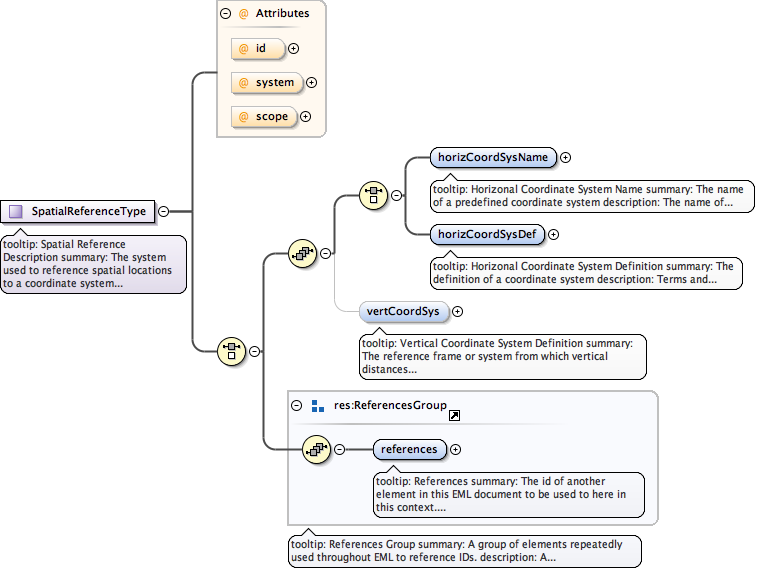 @ Attributes
@ id
@ system
@ scope
SpatialReferenceType
tooltip: Spatial Reference
Description summary: The system
used to reference spatial locations
to a coordinate system...
horizCoordSysName
tooltip: Horizonal Coordinate System Name summary: The name
of a predefined coordinate system description: The name of...
horizCoordSysDef
tooltip: Horizonal Coordinate System Definition summary: The
definition of a coordinate system description: Terms and...
vertCoordSys
tooltip: Vertical Coordinate System Definition summary:
The reference frame or system from which vertical
distances...
res:ReferencesGroup
references
tooltip: References summary: The id of another
element in this EML document to be used to here in
this context....
tooltip: References Group summary: A group of elements repeatedly
used throughout EML to reference IDs. description: A...